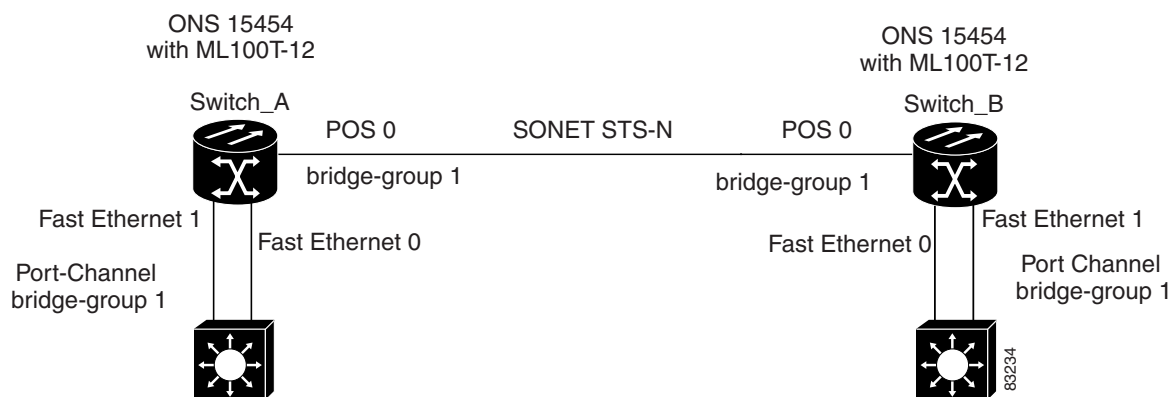 ONS 15454
with ML100T-12
ONS 15454
with ML100T-12
Switch_A
Switch_B
POS 0
SONET STS-N
POS 0
bridge-group 1
bridge-group 1
Fast Ethernet 1
Fast Ethernet 0
Fast Ethernet 0
Fast Ethernet 1
Port-Channel
bridge-group 1
Port Channel
bridge-group 1
83234